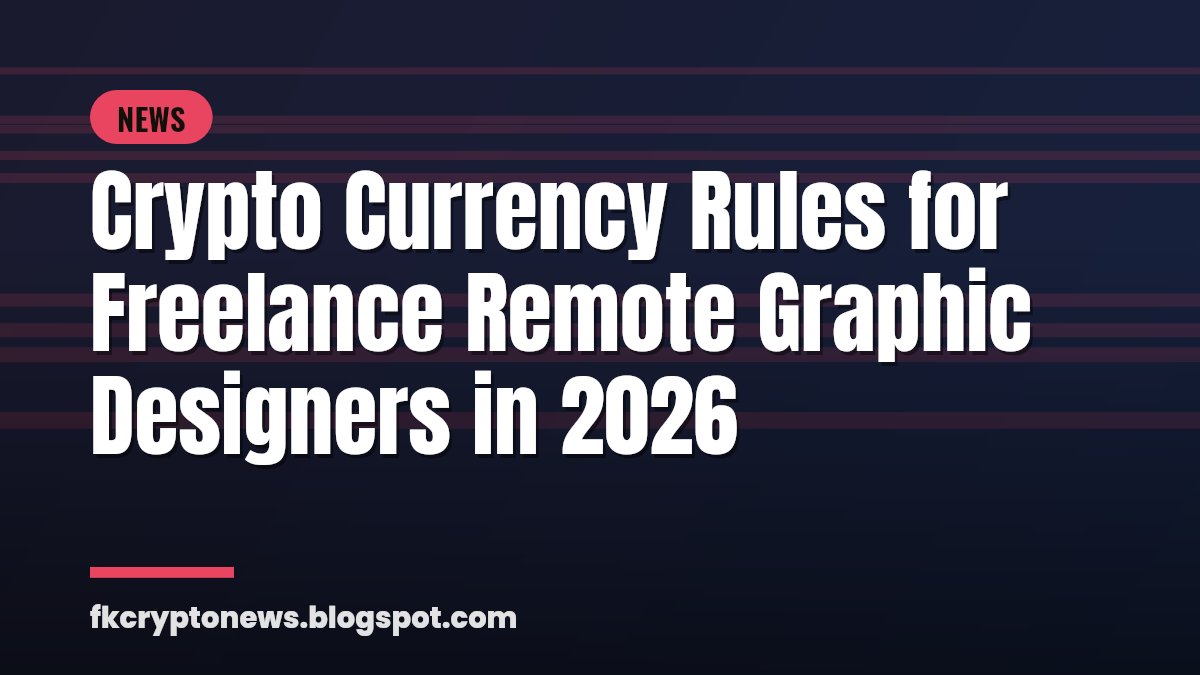 NEWS
Crypto Currency Rules for
Freelance Remote Graphic
Designers in 2026
fkcryptonews.blogspot.com